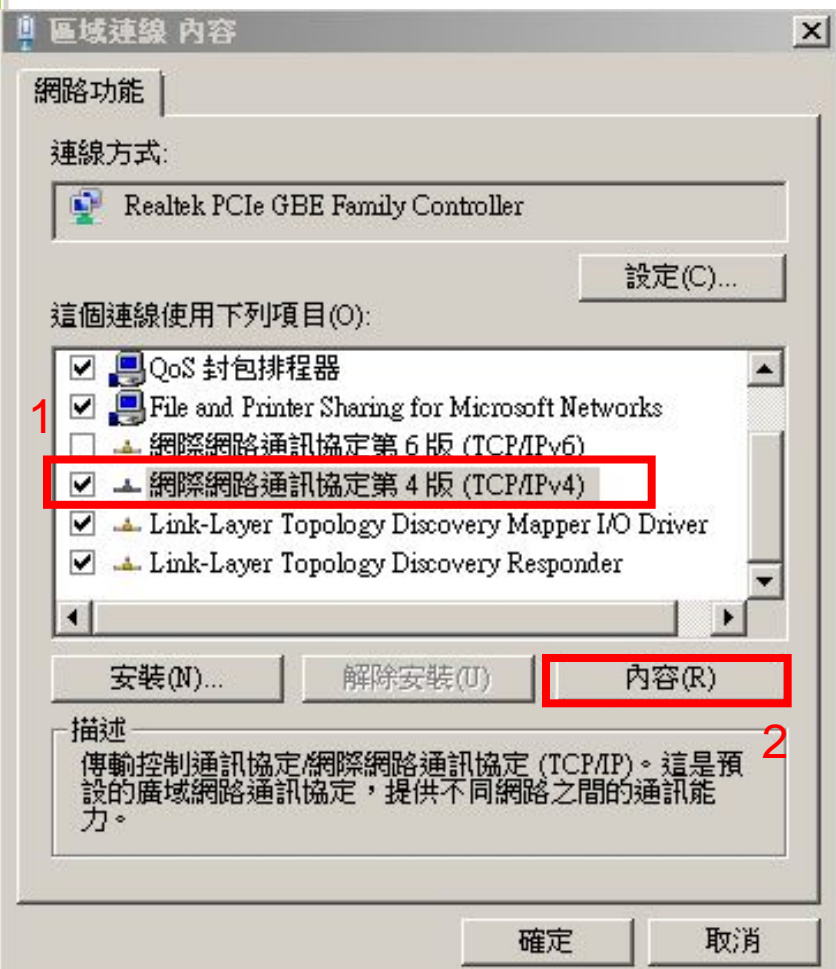 區域連線 內容
網路功能
連線方式:
Realtek PCIe GBE Family Controller
設定(C)...
這個連線使用下列項目(O):
QoS 封包排程器
1
File and Printer Sharing for Microsoft Networks
網際網路通訊協定第 6 版 (TCP/IPv6)
網際網路通訊協定第 4 版 (TCP/IPv4)
Link-Layer Topology Discovery Mapper I/O Driver
Link-Layer Topology Discovery Responder
安裝(N)...
解除安裝(U)
內容(R)
2
描述
傳輸控制通訊協定/網際網路通訊協定 (TCP/IP)。這是預
設的廣域網路通訊協定，提供不同網路之間的通訊能
力。
確定
取消